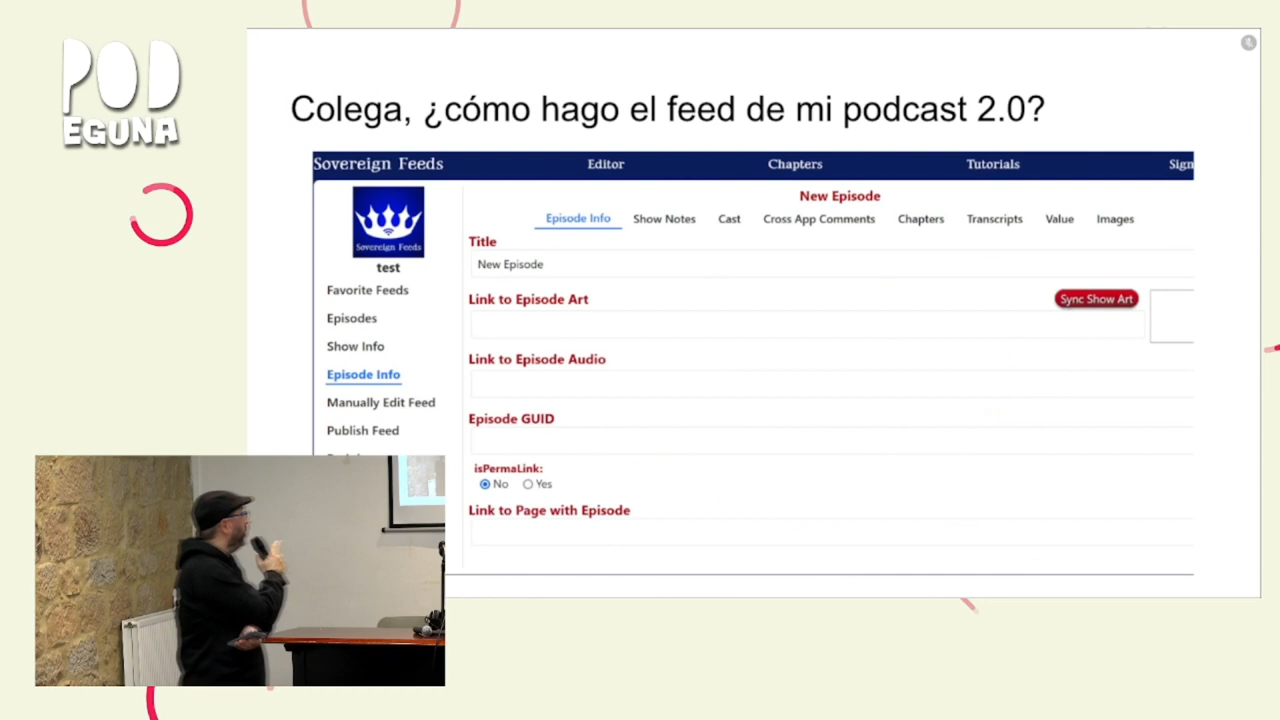 POD
EGUNA
Colega, ¿cómo hago el feed de mi podcast 2.0?
Sovereign Feeds
Editor
Chapters
Tutorials
Sign
Sovereign Feeds
test
Favorite Feeds
Episodes
Show Info
Episode Info
Manually Edit Feed
Publish Feed
New Episode
Episode Info
Show Notes
Cast
Cross App Comments
Chapters
Transcripts
Value
Images
Title
New Episode
Link to Episode Art
Sync Show Art
Link to Episode Audio
Episode GUID
isPermaLink:
No
Yes
Link to Page with Episode